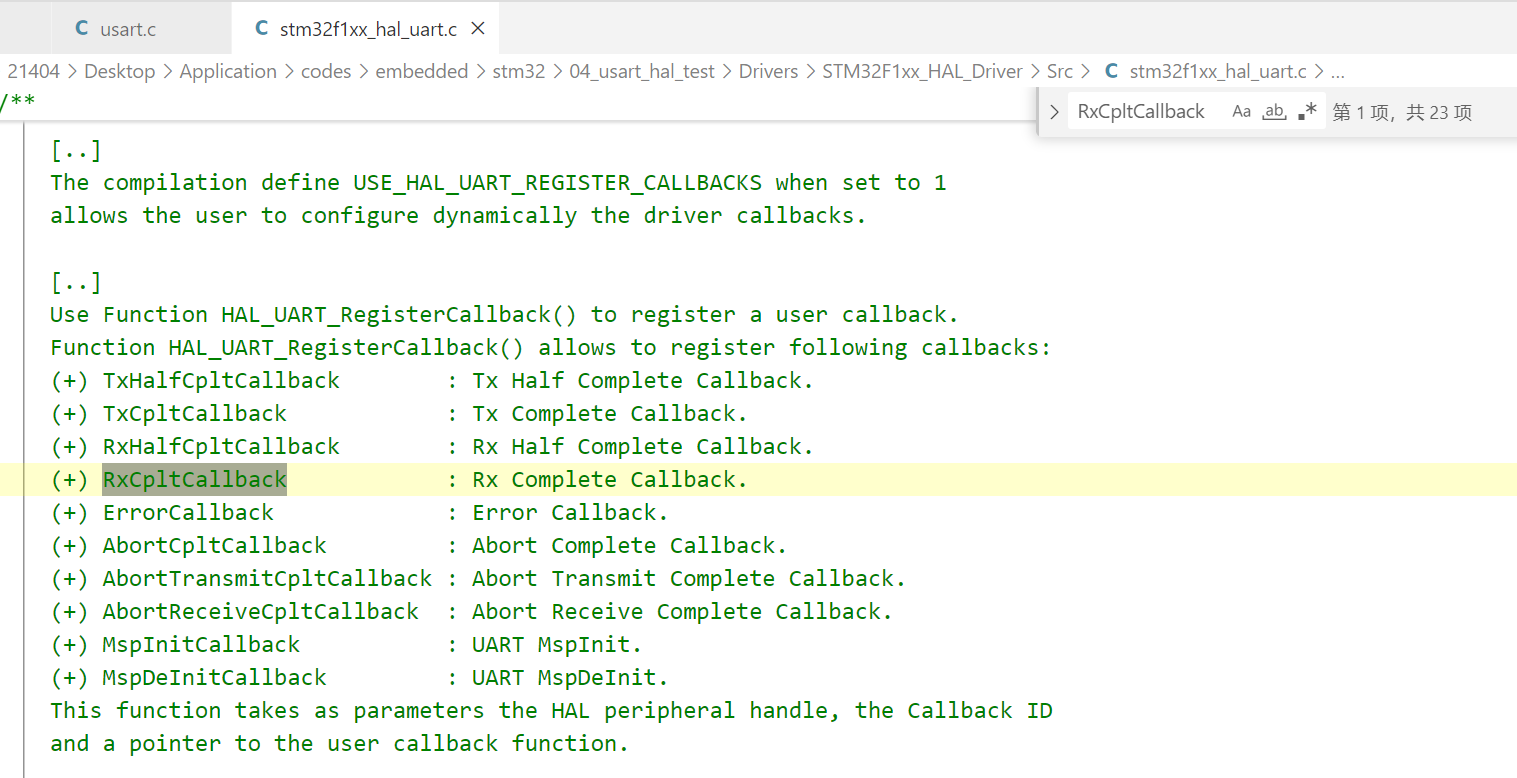 C usart.c C stm32f1xx_hal_uart.c ×
21404 > Desktop > Application > codes > embedded > stm32 > 04_usart_hal_test > Drivers > STM32F1xx_HAL_Driver > Src > C stm32f1xx_hal_uart.c > ...
/**
> RxCpltCallback Aa ab, .* 第 1 项，共 23 项
[..]
The compilation define USE_HAL_UART_REGISTER_CALLBACKS when set to 1
allows the user to configure dynamically the driver callbacks.
[..]
Use Function HAL_UART_RegisterCallback() to register a user callback.
Function HAL_UART_RegisterCallback() allows to register following callbacks:
(+) TxHalfCpltCallback : Tx Half Complete Callback.
(+) TxCpltCallback : Tx Complete Callback.
(+) RxHalfCpltCallback : Rx Half Complete Callback.
(+) RxCpltCallback : Rx Complete Callback.
(+) ErrorCallback : Error Callback.
(+) AbortCpltCallback : Abort Complete Callback.
(+) AbortTransmitCpltCallback : Abort Transmit Complete Callback.
(+) AbortReceiveCpltCallback : Abort Receive Complete Callback.
(+) MspInitCallback : UART MspInit.
(+) MspDeInitCallback : UART MspDeInit.
This function takes as parameters the HAL peripheral handle, the Callback ID
and a pointer to the user callback function.